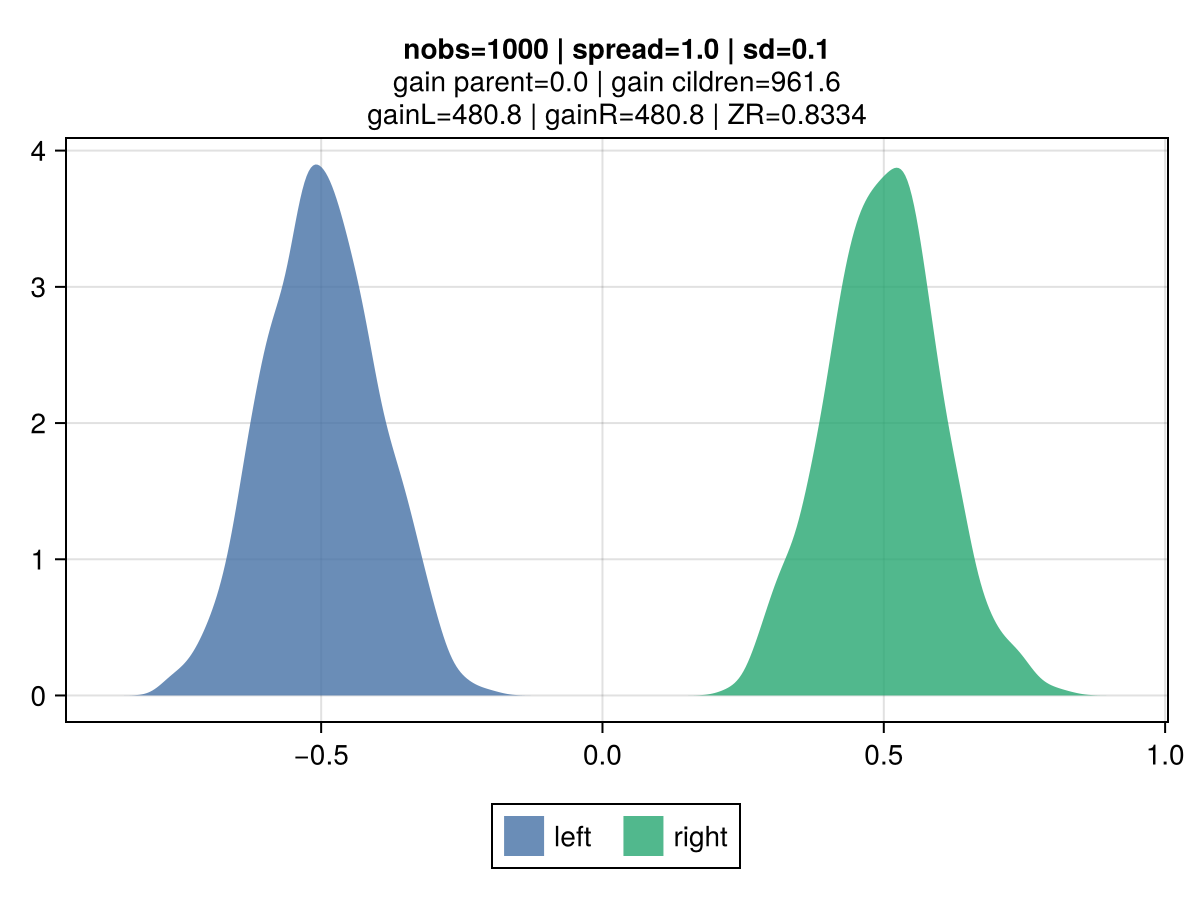 nobs=1000 | spread=1.0 | sd=0.1
gain parent=0.0 | gain cildren=961.6
gainL=480.8 | gainR=480.8 | ZR=0.8334
4
3
2
1
0
−0.5
0.0
0.5
1.0
left
right